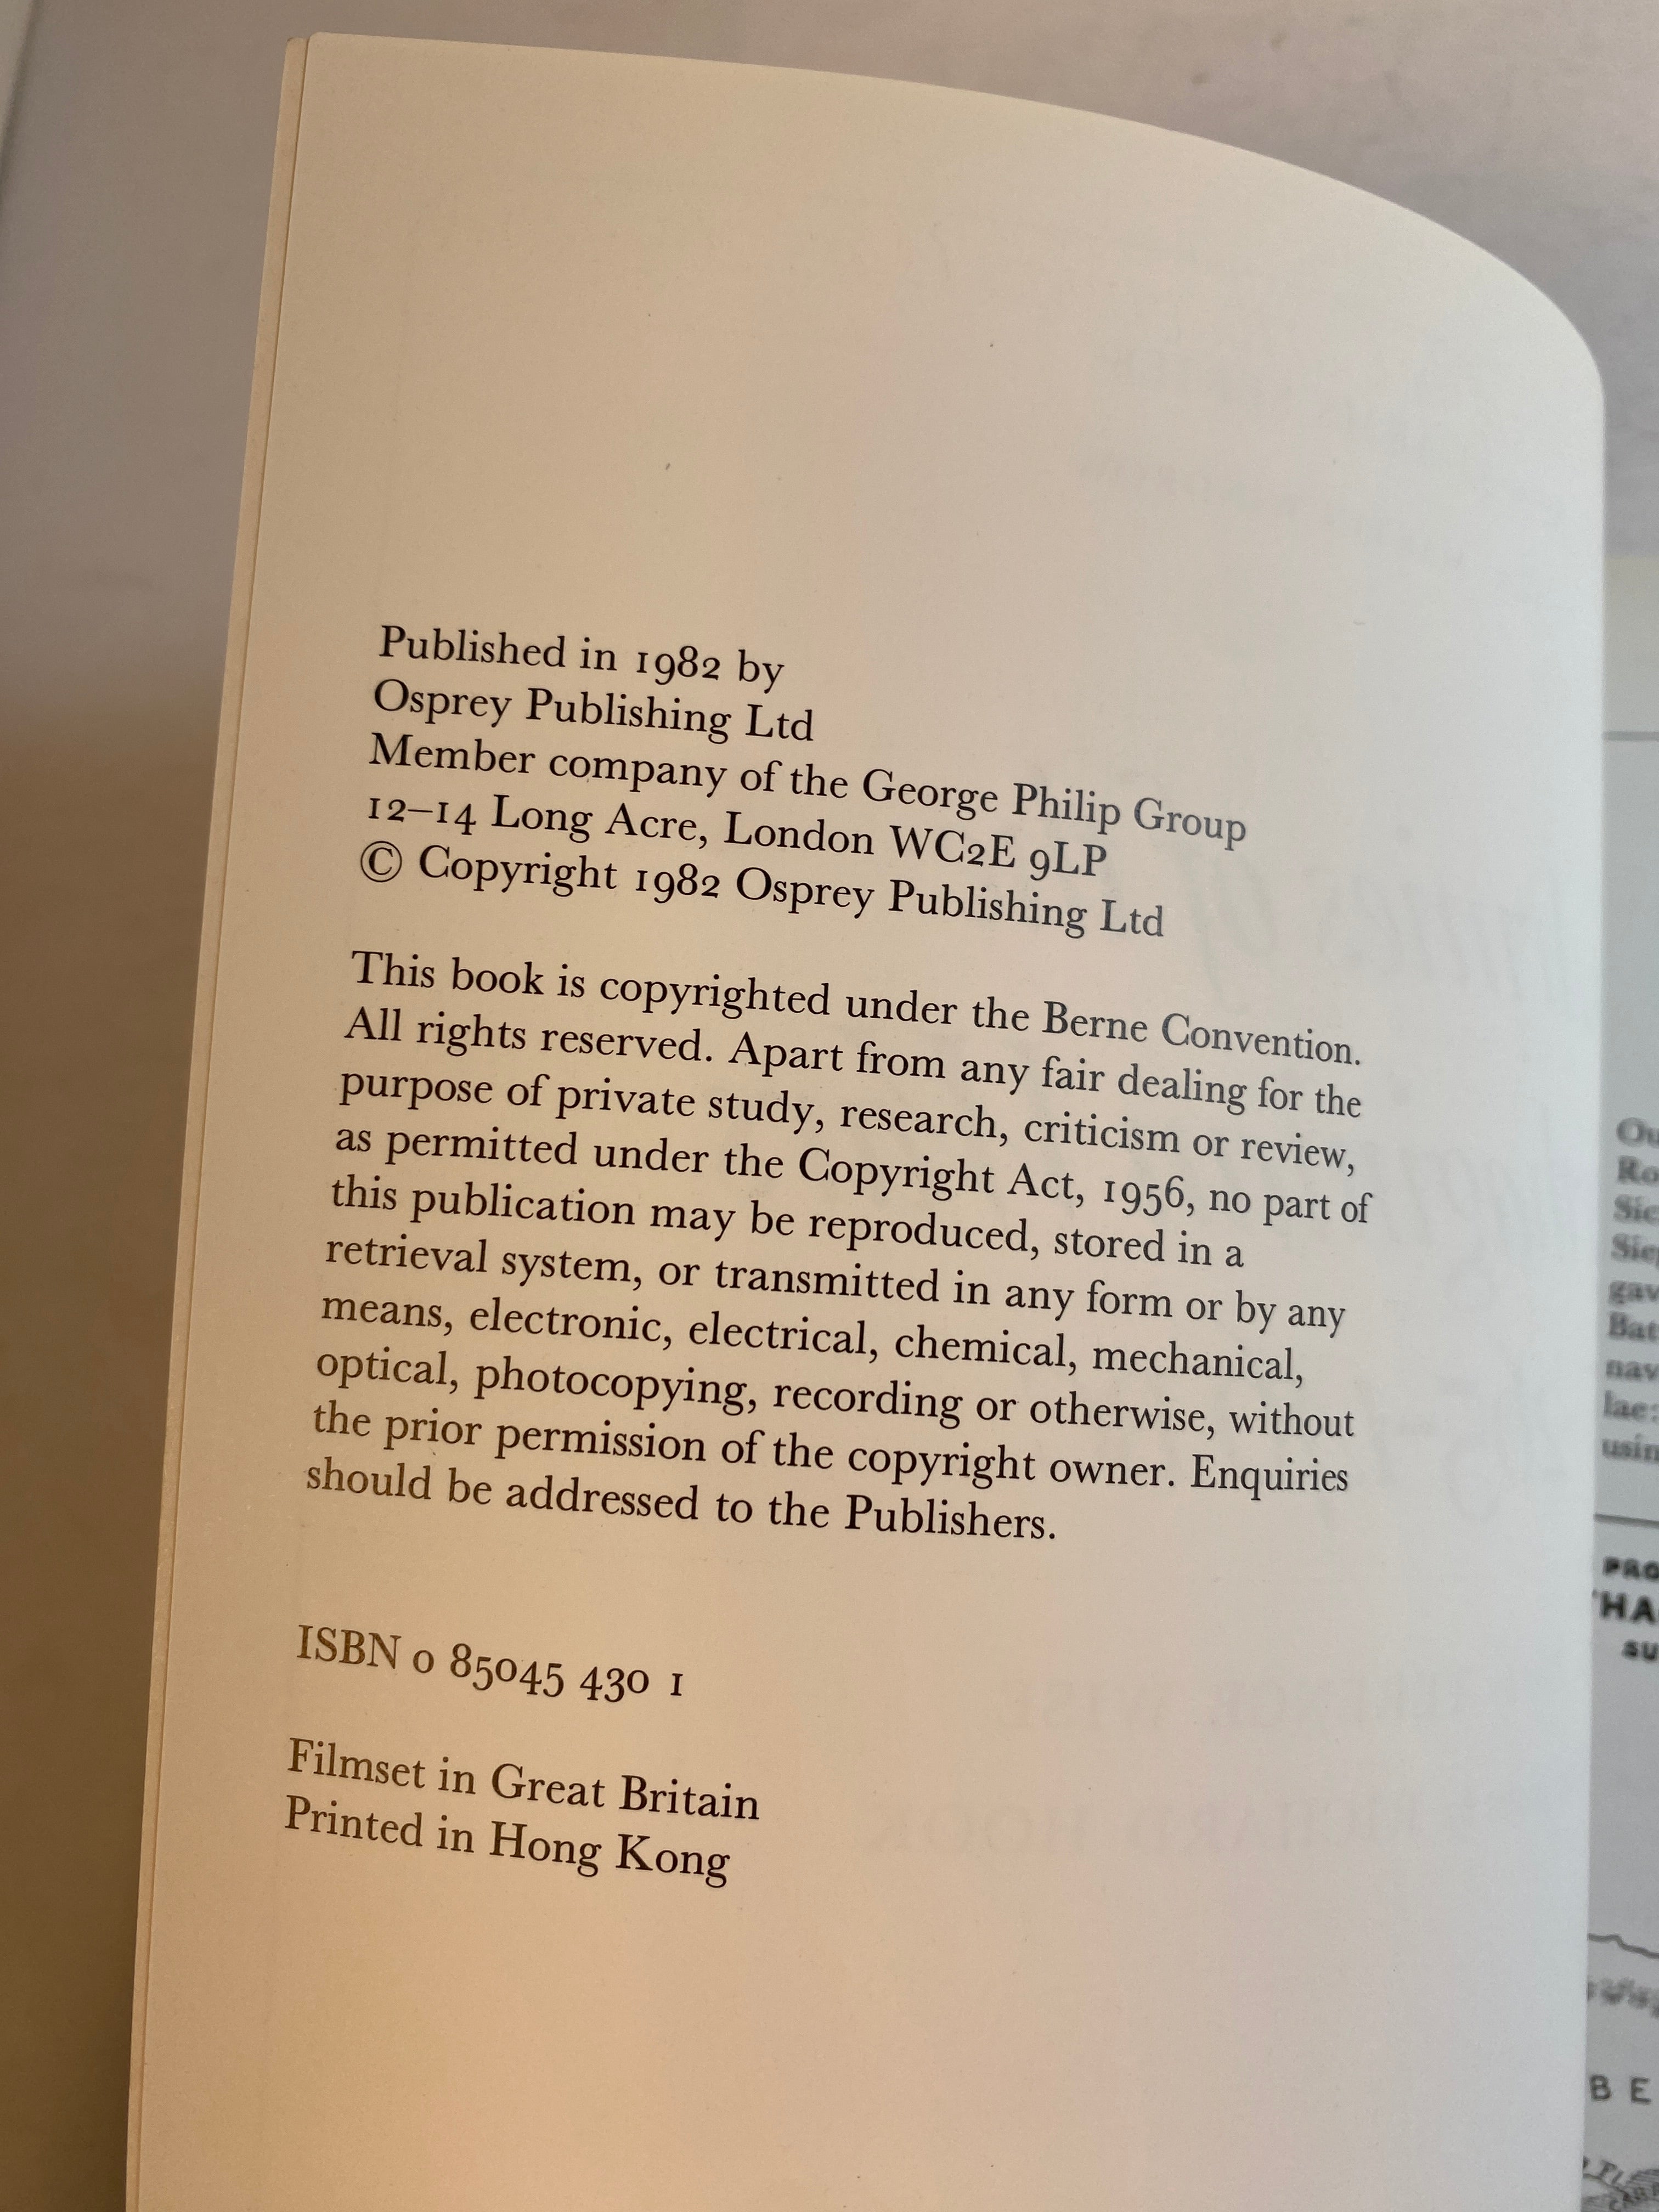 Published in 1982 by
Osprey Publishing Ltd
Member company of the George Philip Group
12–14 Long Acre, London WC2E 9LP
© Copyright 1982 Osprey Publishing Ltd
This book is copyrighted under the Berne Convention.
All rights reserved. Apart from any fair dealing for the
purpose of private study, research, criticism or review,
as permitted under the Copyright Act, 1956, no part of
this publication may be reproduced, stored in a
retrieval system, or transmitted in any form or by any
means, electronic, electrical, chemical, mechanical,
optical, photocopying, recording or otherwise, without
the prior permission of the copyright owner. Enquiries
should be addressed to the Publishers.
ISBN 0 85045 430 1
Filmset in Great Britain
Printed in Hong Kong